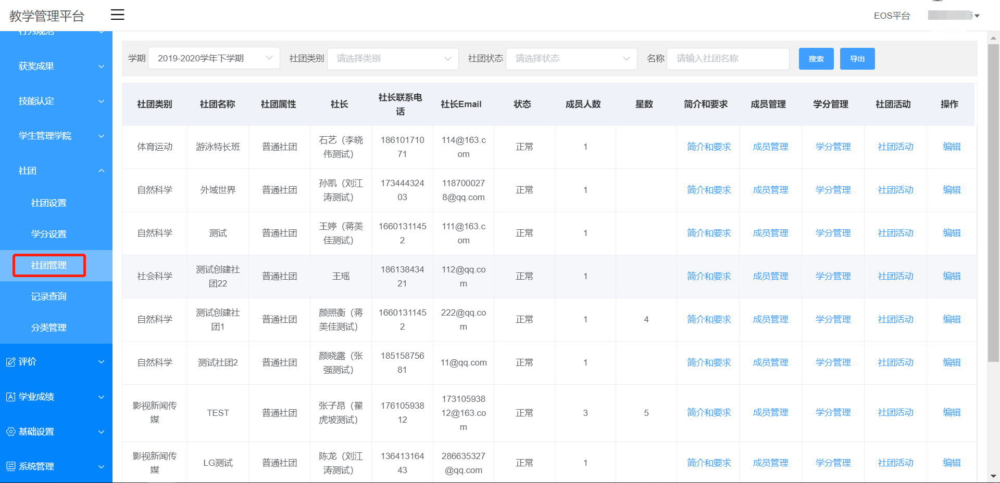 教学管理平台
EOS平台
行为规范
获奖成果
技能认定
学生管理学院
社团
社团设置
学分设置
社团管理
记录查询
分类管理
评价
学业成绩
基础设置
系统管理
学期 2019-2020学年下学期 社团类别 请选择类别 社团状态 请选择状态 名称 请输入社团名称 搜索 导出
社团类别 社团名称 社团属性 社长 社长联系电话 社长Email 状态 成员人数 星数 简介和要求 成员管理 学分管理 社团活动 操作
体育运动 游泳特长班 普通社团 石艺（李晓伟测试） 18610171071 114@163.com 正常 1 简介和要求 成员管理 学分管理 社团活动 编辑
自然科学 外域世界 普通社团 孙凯（刘江涛测试） 17344432403 1187000278@qq.com 正常 1 简介和要求 成员管理 学分管理 社团活动 编辑
自然科学 测试 普通社团 王婷（蒋美佳测试） 16601311452 111@163.com 正常 1 简介和要求 成员管理 学分管理 社团活动 编辑
社会科学 测试创建社团22 普通社团 王瑶 18613843421 112@qq.com 正常 1 简介和要求 成员管理 学分管理 社团活动 编辑
自然科学 测试创建社团1 普通社团 颜照衡（蒋美佳测试） 16601311452 222@qq.com 正常 1 4 简介和要求 成员管理 学分管理 社团活动 编辑
自然科学 测试社团2 普通社团 颜晓露（张强测试） 18515875681 11@qq.com 正常 1 简介和要求 成员管理 学分管理 社团活动 编辑
影视新闻传媒 TEST 普通社团 张子昂（翟虎坡测试） 17610593812 17310593812@163.com 正常 3 5 简介和要求 成员管理 学分管理 社团活动 编辑
影视新闻传媒 LG测试 普通社团 陈龙（刘江涛测试） 13641316443 286635327@qq.com 正常 1 简介和要求 成员管理 学分管理 社团活动 编辑